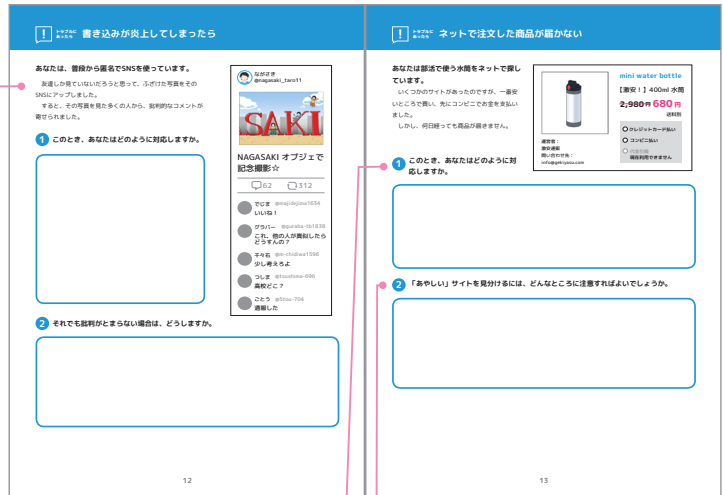 !
トラブルに
あったら
書き込みが炎上してしまったら
あなたは、普段から匿名でSNSを使っています。
友達しか見ていないだろうと思って、ふざけた写真をその
SNSにアップしました。
すると、その写真を見た多くの人から、批判的なコメントが
寄せられました。
1 このとき、あなたはどのように対応しますか。
ながさき
@nagasaki_taro11
SAKI
NAGASAKI オブジェで
記念撮影☆
62 312
でじま @majidejima1634
いいね！
グラバー @guraba-tb1838
これ、他の人が真似したら
どうすんの？
千々石 @m-chidiwa1596
少し考えろよ
つしま @tsushima-696
高校どこ？
ごとう @5tou-704
通報した
2 それでも批判がとまらない場合は、どうしますか。
12
!
トラブルに
あったら
ネットで注文した商品が届かない
あなたは部活で使う水筒をネットで探し
ています。
いくつかのサイトがあったのですが、一番安
いところで買い、先にコンビニでお金を支払い
ました。
しかし、何日経っても商品が届きません。
mini water bottle
【激安！】400ml 水筒
2,980円 680円
送料別
クレジットカード払い
コンビニ払い
代金引換
現在利用できません
運営者：
激安通販
問い合わせ先：
info@gekiyasu.com
1 このとき、あなたはどのように対
応しますか。
2 「あやしい」サイトを見分けるには、どんなところに注意すればよいでしょうか。
13